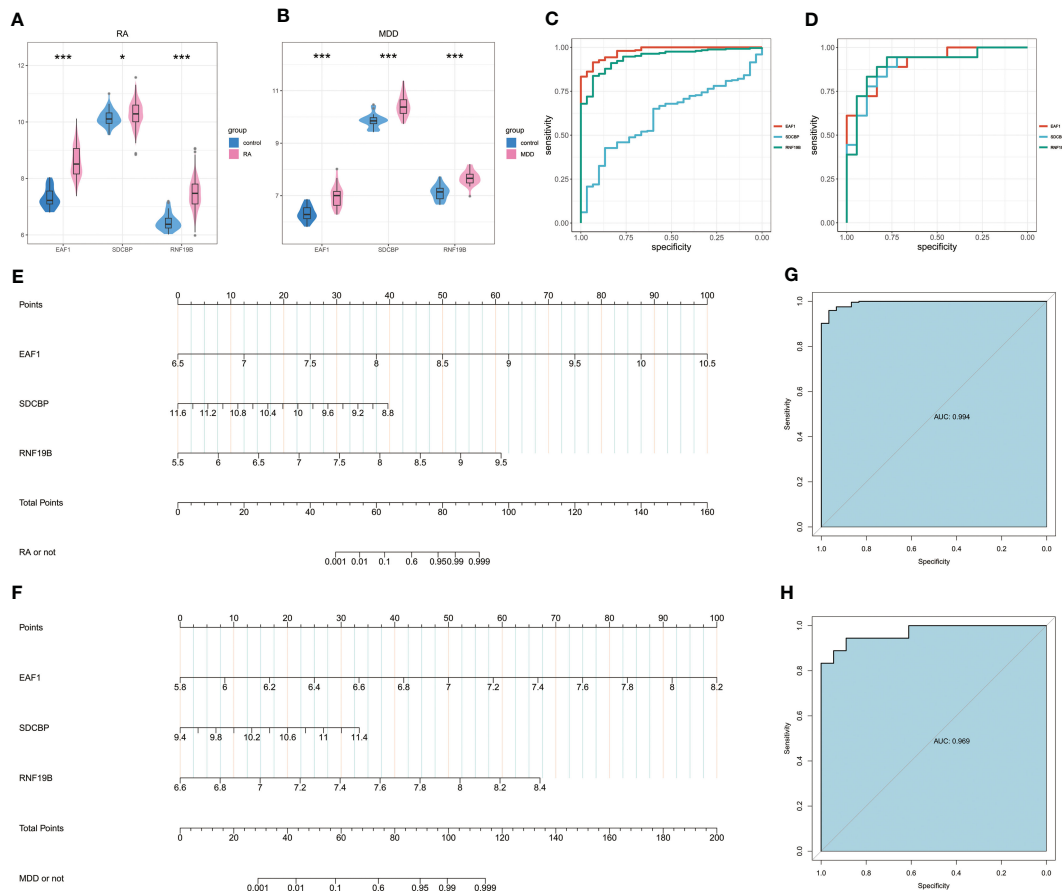 A
RA
*** * ***
12
10
8
6
EAF1 SDCBP RNF19B
group
control
RA
B
MDD
*** *** ***
11
9
7
EAF1 SDCBP RNF19B
group
control
MDD
C
1.00
0.75
0.50
0.25
0.00
sensitivity
1.00 0.75 0.50 0.25 0.00
specificity
EAF1
SDCBP
RNF19B
D
1.00
0.75
0.50
0.25
0.00
sensitivity
1.00 0.75 0.50 0.25 0.00
specificity
EAF1
SDC
RNF1
E
0 10 20 30 40 50 60 70 80 90 100
Points
EAF1
6.5 7 7.5 8 8.5 9 9.5 10 10.5
SDCBP
11.6 11.2 10.8 10.4 10 9.6 9.2 8.8
RNF19B
5.5 6 6.5 7 7.5 8 8.5 9 9.5
Total Points
0 20 40 60 80 100 120 140 160
RA or not
0.001 0.01 0.1 0.6 0.95 0.99 0.999
G
1.0
0.8
0.6
0.4
0.2
0.0
Sensitivity
AUC: 0.994
1.0 0.8 0.6 0.4 0.2 0.0
Specificity
F
0 10 20 30 40 50 60 70 80 90 100
Points
EAF1
5.8 6 6.2 6.4 6.6 6.8 7 7.2 7.4 7.6 7.8 8 8.2
SDCBP
9.4 9.8 10.2 10.6 11 11.4
RNF19B
6.6 6.8 7 7.2 7.4 7.6 7.8 8 8.2 8.4
Total Points
0 20 40 60 80 100 120 140 160 180 200
MDD or not
0.001 0.01 0.1 0.6 0.95 0.99 0.999
H
1.0
0.8
0.6
0.4
0.2
0.0
Sensitivity
AUC: 0.969
1.0 0.8 0.6 0.4 0.2 0.0
Specificity